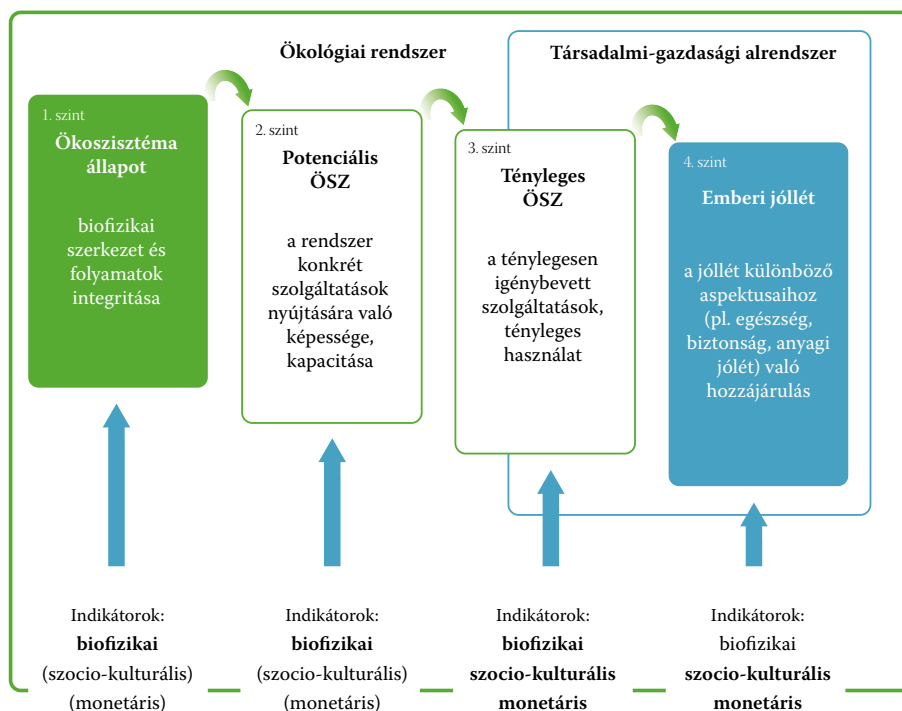 Ökológiai rendszer
Társadalmi-gazdasági alrendszer
1. szint
Ökoszisztéma
állapot
biofizikai
szerkezet és
folyamatok
integritása
2. szint
Potenciális
ÖSZ
a rendszer
konkrét
szolgáltatások
nyújtására való
képessége,
kapacitása
3. szint
Tényleges
ÖSZ
a ténylegesen
igénybevett
szolgáltatások,
tényleges
használat
4. szint
Emberi jóllét
a jóllét különböző
aspektusaihoz
(pl. egészség,
biztonság, anyagi
jólét) való
hozzájárulás
Indikátorok:
biofizikai
(szocio-kulturális)
(monetáris)
Indikátorok:
biofizikai
(szocio-kulturális)
(monetáris)
Indikátorok:
biofizikai
szocio-kulturális
monetáris
Indikátorok:
biofizikai
szocio-kulturális
monetáris